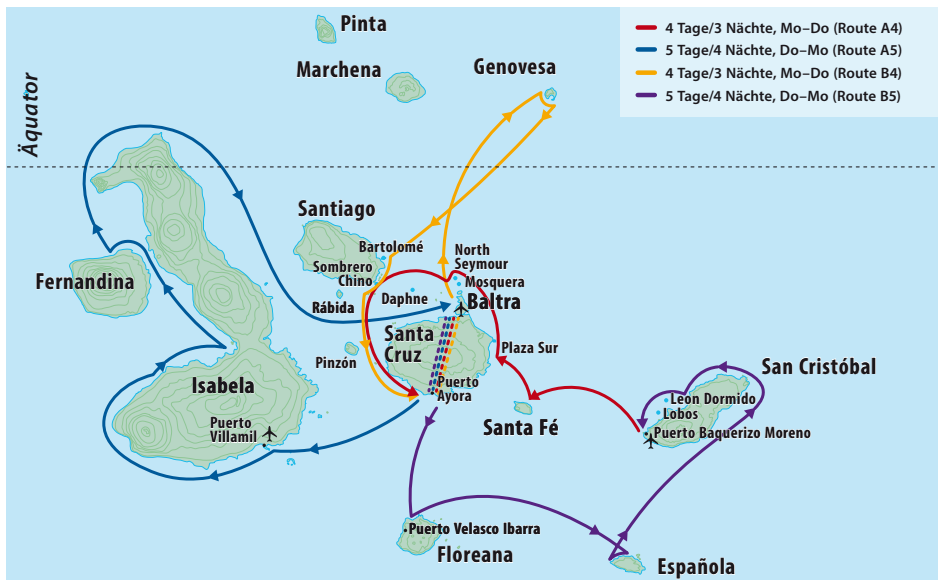 Pinta
4 Tage/3 Nächte, Mo–Do (Route A4)
5 Tage/4 Nächte, Do–Mo (Route A5)
4 Tage/3 Nächte, Mo–Do (Route B4)
5 Tage/4 Nächte, Do–Mo (Route B5)
Marchena
Genovesa
Äquator
Santiago
Bartolomé
North
Seymour
Sombrero
Chino
Mosquera
Fernandina
Rábida
Daphne
Baltra
Santa
Cruz
Plaza Sur
Pinzón
San Cristóbal
Isabela
Puerto
Ayora
Leon Dormido
Lobos
Santa Fé
Puerto
Villamil
Puerto Baquerizo Moreno
Puerto Velasco Ibarra
Floreana
Española